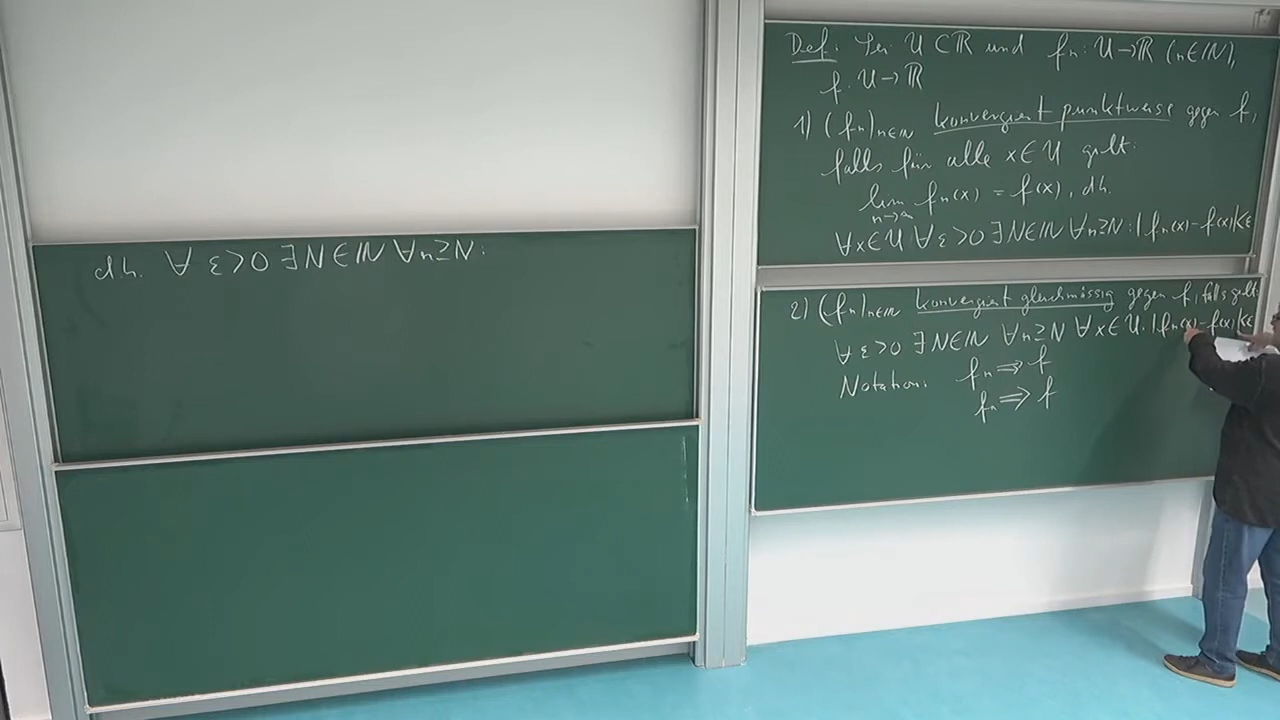 d.h. ∀ ε>0 ∃N∈ℕ ∀n≥N:
Def: Sei U⊂ℝ und fₙ: U→ℝ (n∈ℕ),
f: U→ℝ
1) (fₙ)ₙ∈ℕ konvergiert punktweise gegen f,
falls für alle x∈U gilt:
lim fₙ(x) = f(x), d.h.
n→∞
∀x∈U ∀ε>0 ∃N∈ℕ ∀n≥N: |fₙ(x)-f(x)|<ε
2) (fₙ)ₙ∈ℕ konvergiert gleichmässig gegen f, falls gilt:
∀ε>0 ∃N∈ℕ ∀n≥N ∀x∈U: |fₙ(x)-f(x)|<ε
Notation: fₙ ⇉ f
fₙ ⇒ f